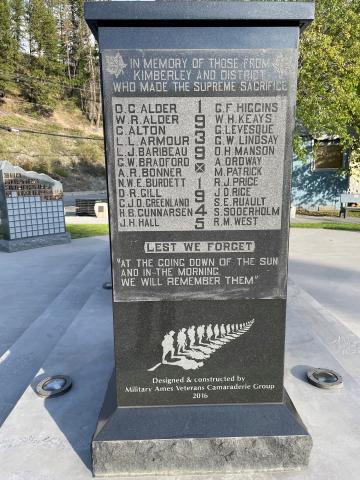 IN MEMORY OF THOSE FROM
KIMBERLEY AND DISTRICT
WHO MADE THE SUPREME SACRIFICE
D.G. ALDER
W.R. ALDER
C. ALTON
L.L. ARMOUR
L.J. BARIBEAU
G.W. BRADFORD
A.R. BONNER
N.W.E. BURDETT
D.R. GILL
C.J.D. GREENLAND
H.B. GUNNARSEN
J.H. HALL
1939
1945
G.F. HIGGINS
W.H. KEAYS
G. LEVESQUE
G.W. LINDSAY
D.H. MANSON
A. ORDWAY
M. PATRICK
R.J. PRICE
J.O. RICE
S.E. RUAULT
S. SODERHOLM
R.M. WEST
LEST WE FORGET
"AT THE GOING DOWN OF THE SUN
AND IN THE MORNING
WE WILL REMEMBER THEM"
Designed & constructed by
Military Ames Veterans Camaraderie Group
2016